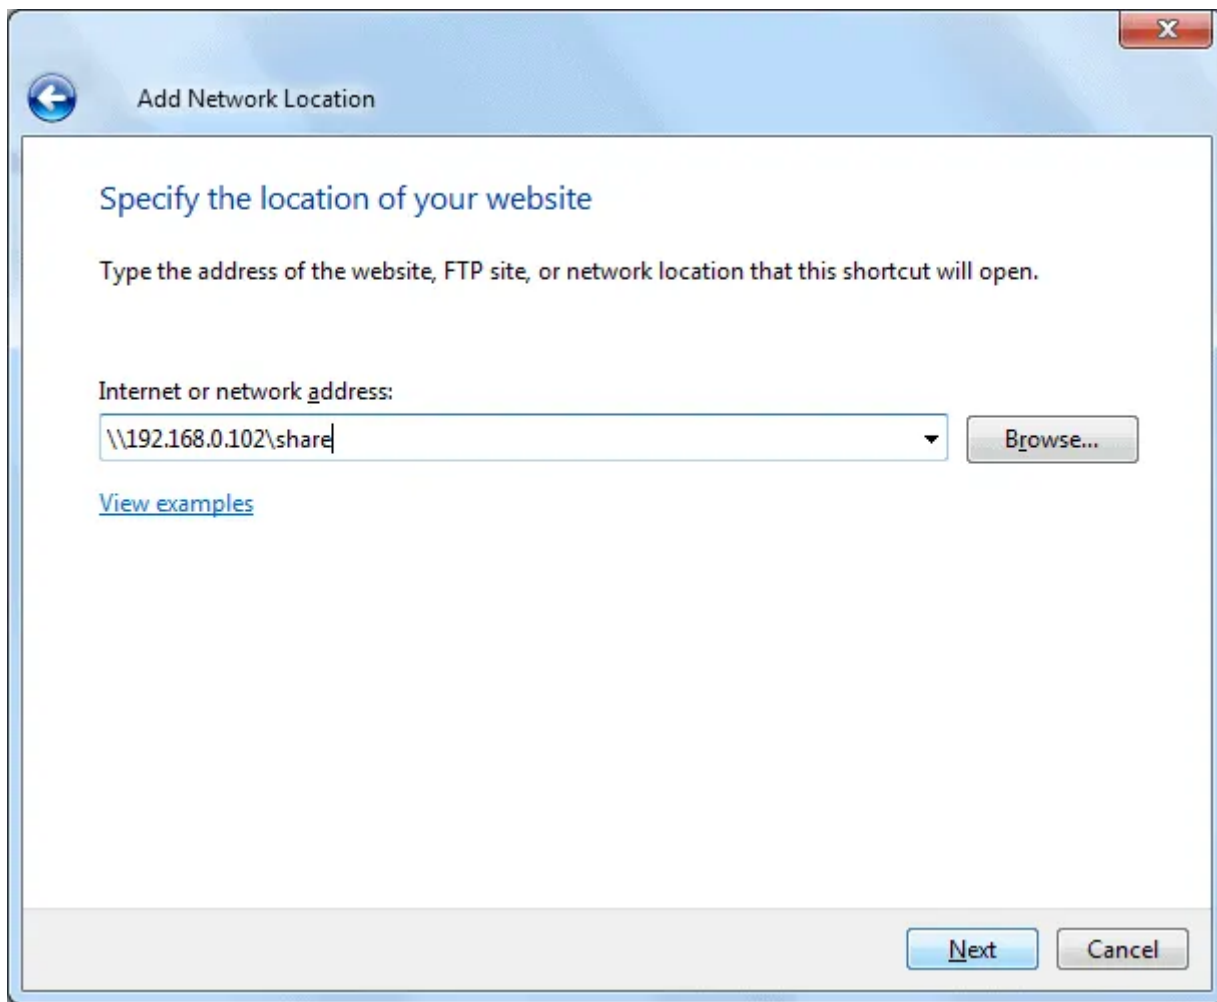 Add Network Location
Specify the location of your website
Type the address of the website, FTP site, or network location that this shortcut will open.
Internet or network address:
\\192.168.0.102\share
Browse...
View examples
Next
Cancel